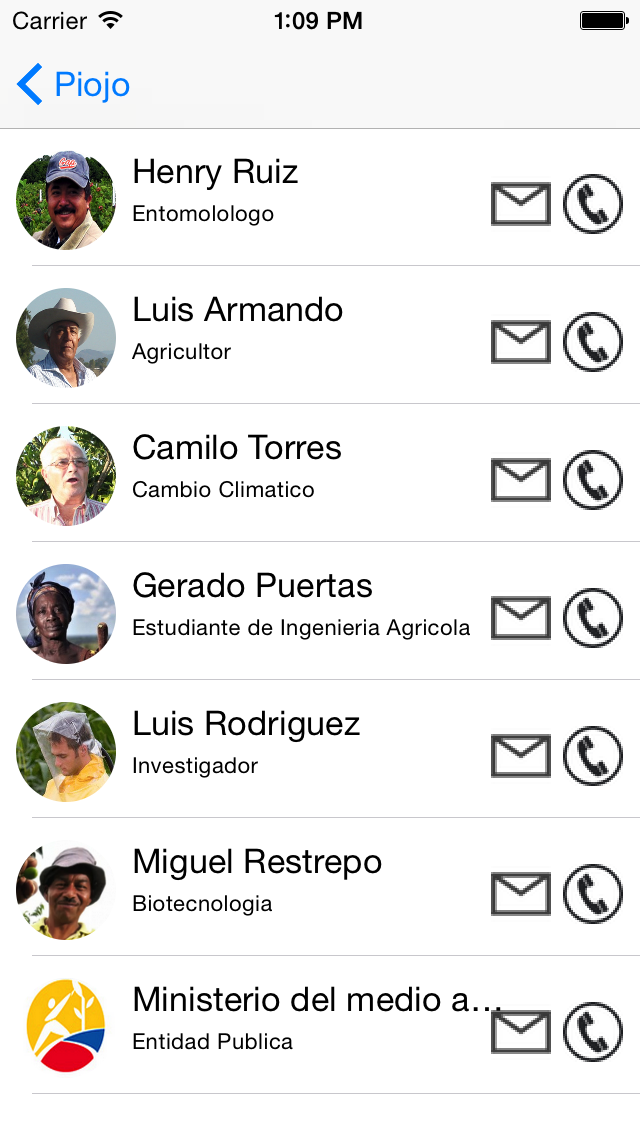 Carrier 1:09 PM
Piojo
Henry Ruiz
Entomolologo
Luis Armando
Agricultor
Camilo Torres
Cambio Climatico
Gerado Puertas
Estudiante de Ingenieria Agricola
Luis Rodriguez
Investigador
Miguel Restrepo
Biotecnologia
Ministerio del medio a...
Entidad Publica